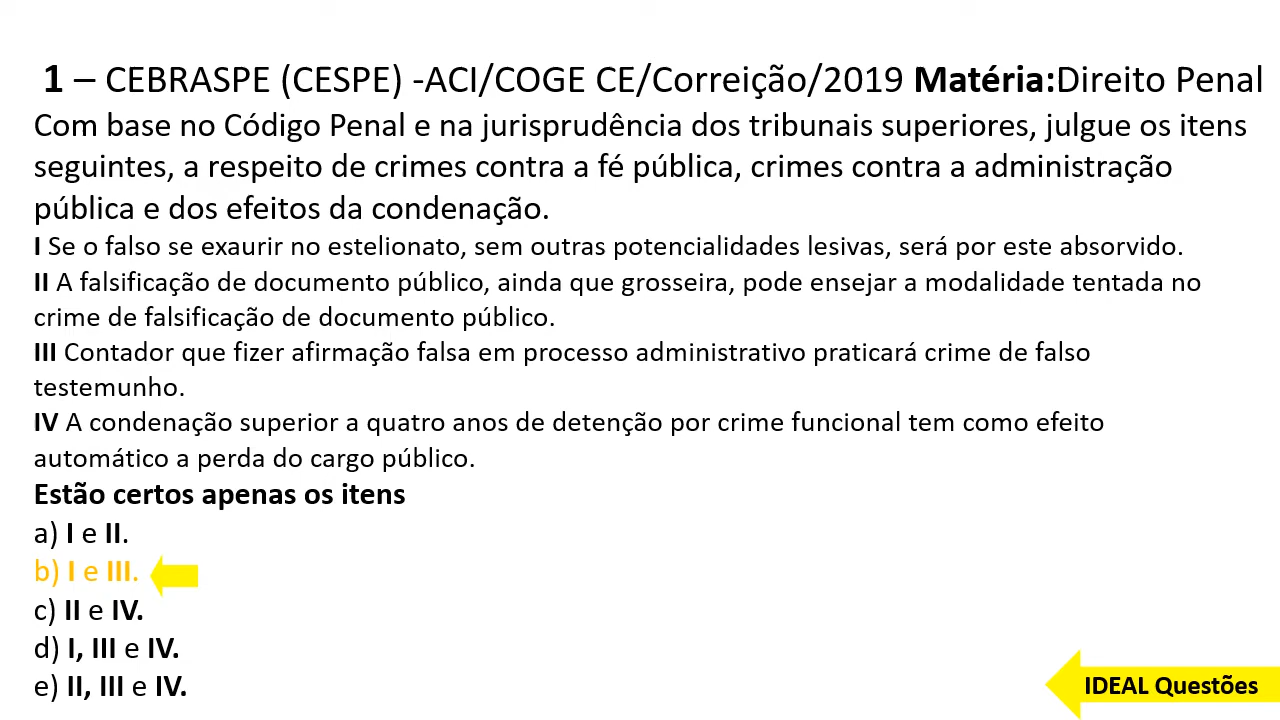 1 – CEBRASPE (CESPE) -ACI/COGE CE/Correição/2019 Matéria:Direito Penal
Com base no Código Penal e na jurisprudência dos tribunais superiores, julgue os itens
seguintes, a respeito de crimes contra a fé pública, crimes contra a administração
pública e dos efeitos da condenação.
I Se o falso se exaurir no estelionato, sem outras potencialidades lesivas, será por este absorvido.
II A falsificação de documento público, ainda que grosseira, pode ensejar a modalidade tentada no
crime de falsificação de documento público.
III Contador que fizer afirmação falsa em processo administrativo praticará crime de falso
testemunho.
IV A condenação superior a quatro anos de detenção por crime funcional tem como efeito
automático a perda do cargo público.
Estão certos apenas os itens
a) I e II.
b) I e III.
c) II e IV.
d) I, III e IV.
e) II, III e IV.
IDEAL Questões